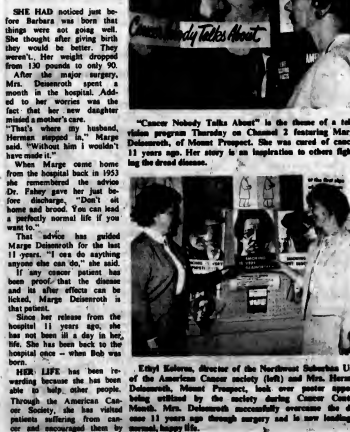 SHE HAD noticed just be-
fore Barbara was born that
things were not going well.
She thought after giving birth
they would be better. They
weren't. Her weight dropped
from 130 pounds to only 90.
After the major surgery,
Mrs. Deisenroth spent a
month in the hospital. Add-
ed to her worries was the
fact that her new daughter
missed a mother's care.
"That's where my husband,
Herman stepped in," Marge
said. "Without him I wouldn't
have made it."
When Marge come home
from the hospital back in 1953
she remembered the advice
Dr. Fahey gave her just be-
fore discharge, "Don't sit
home and brood. You can lead
a perfectly normal life if you
want to."
That advice has guided
Marge Deisenroth for the last
11 years. "I can do anything
anyone else can do," she said.
If any cancer patient has
been proof that the disease
and its after effects can be
licked, Marge Deisenroth is
that patient.
Since her release from the
hospital 11 years ago, she
has not been ill a day in her
life. She has been back to the
hospital once — when Bob was
born.
HER LIFE has been re-
warding because she has been
able to help other people.
Through the American Can-
cer Society, she has visited
patients suffering from can-
cer and encouraged them by
Cancer
body Talks About
"Cancer Nobody Talks About" is the theme of a tel
vision program Thursday on Channel 2 featuring Mar
Deisenroth, of Mount Prospect. She was cured of canc
11 years ago. Her story is an inspiration to others figh
ing the dread disease.
Ethyl Kolorus, director of the Northwest Suburban U
of the American Cancer society (left) and Mrs. Herm
Deisenroth, Mount Prospect, look over poster appe
being utilized by the society during Cancer Cont
Month. Mrs. Deisenroth successfully overcame the d
ease 11 years ago through surgery and is now leading
normal, happy life.